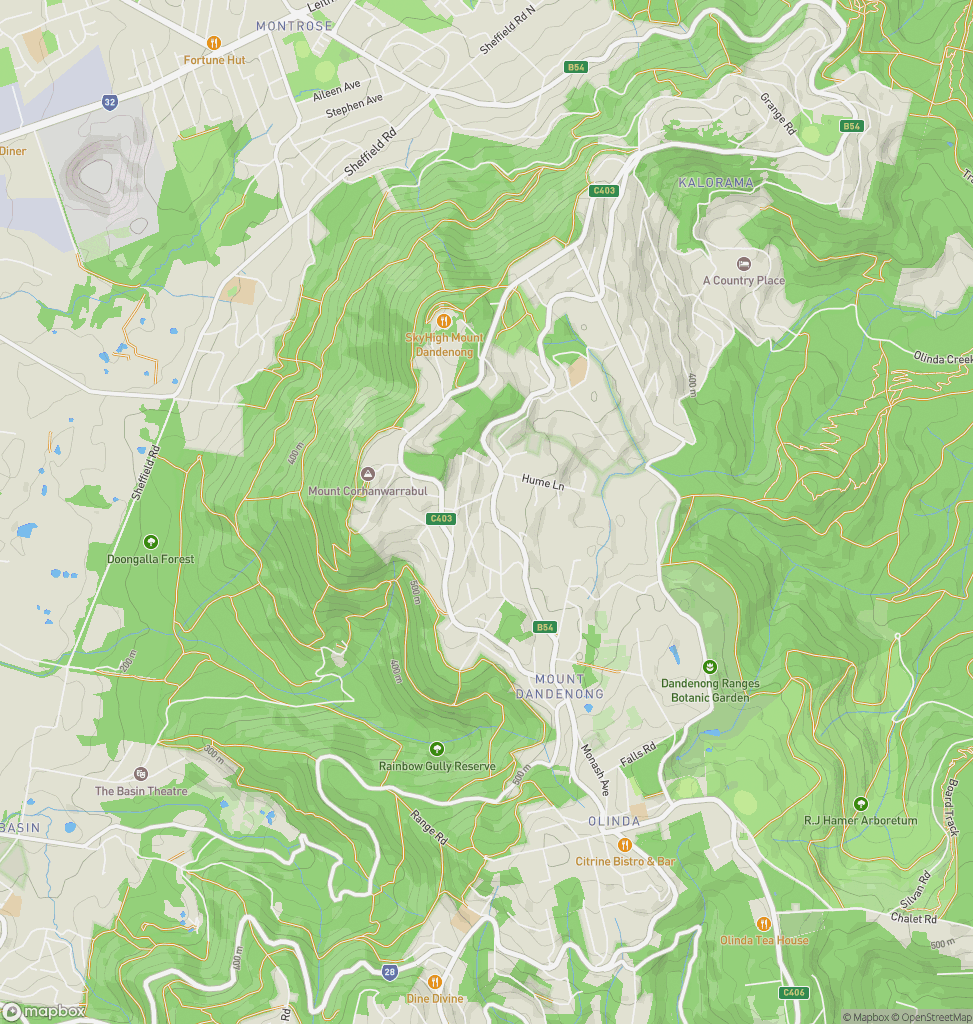 Leith
MONTROSE
Sheffield Rd N
Fortune Hut
B54
Aileen Ave
Stephen Ave
32
Grange Rd
B54
Sheffield Rd
Diner
KALORAMA
C403
A Country Place
SkyHigh Mount
Dandenong
Olinda Creek
400 m
400 m
Sheffield Rd
Mount Corhanwarrabul
Hume Ln
C403
Doongalla Forest
500 m
B54
200 m
400 m
MOUNT
DANDENONG
Dandenong Ranges
Botanic Garden
300 m
Rainbow Gully Reserve
500 m
Monash Ave
Falls Rd
The Basin Theatre
Board Track
R.J Hamer Arboretum
BASIN
Range Rd
OLINDA
Citrine Bistro & Bar
Silvan Rd
Chalet Rd
Olinda Tea House
500 m
400 m
28
Dine Divine
C406
Rd
mapbox
© Mapbox © OpenStreetMap